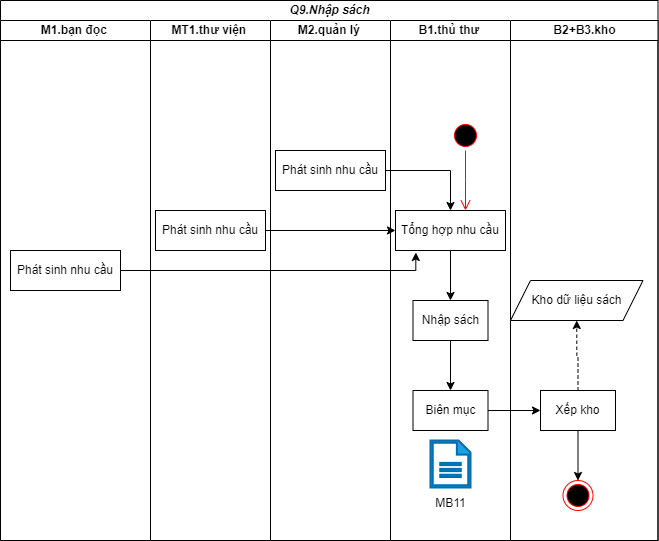 Q9.Nhập sách
M1.bạn đọc
MT1.thư viện
M2.quản lý
B1.thủ thư
B2+B3.kho
Phát sinh nhu cầu
Phát sinh nhu cầu
Tổng hợp nhu cầu
Phát sinh nhu cầu
Kho dữ liệu sách
Nhập sách
Biên mục
Xếp kho
MB11